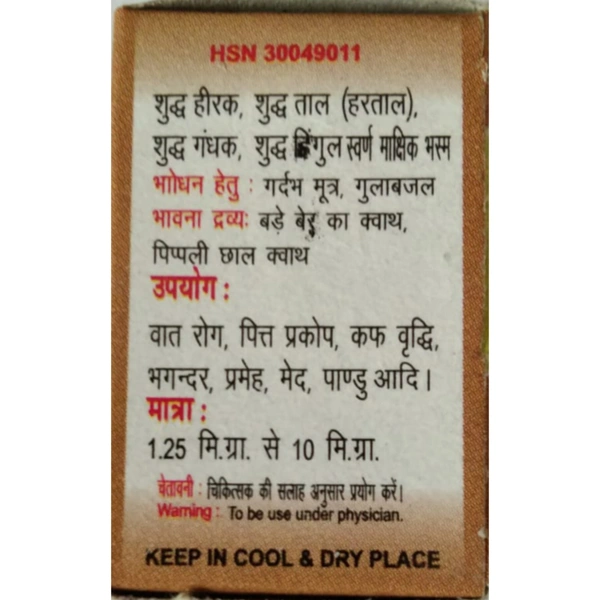 HSN 30049011
शुद्ध हीरक, शुद्ध ताल (हरताल),
शुद्ध गंधक, शुद्ध हिंगुल स्वर्ण माक्षिक भस्म
भाोधन हेतु : गर्दभ मूत्र, गुलाबजल
भावना द्रव्यः बड़े बेर का क्वाथ,
पिप्पली छाल क्वाथ
उपयोग :
वात रोग, पित्त प्रकोप, कफ वृद्धि,
भगन्दर, प्रमेह, मेद, पाण्डु आदि।
मात्रा :
1.25 मि.ग्रा. से 10 मि.ग्रा.
चेतावनी : चिकित्सक की सलाह अनुसार प्रयोग करें।
Warning : To be use under physician.
KEEP IN COOL & DRY PLACE